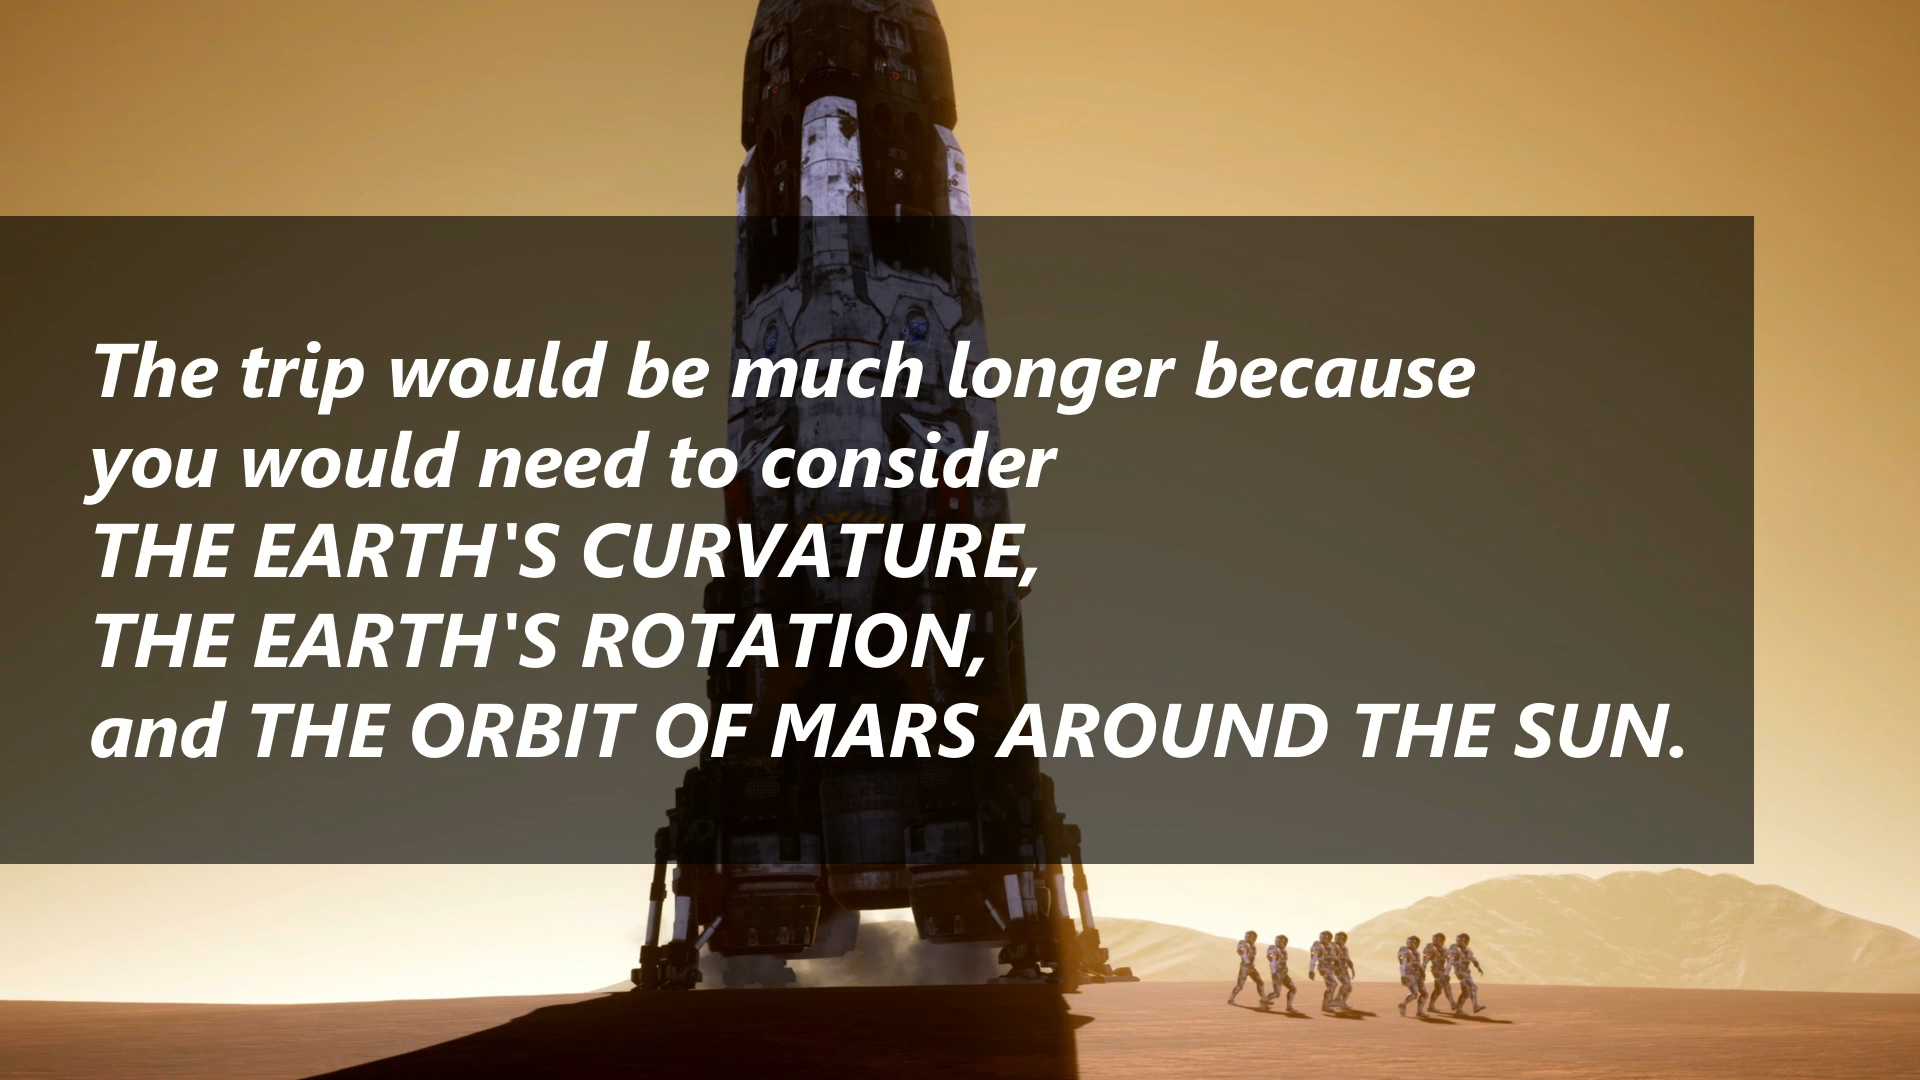 The trip would be much longer because
you would need to consider
THE EARTH'S CURVATURE,
THE EARTH'S ROTATION,
and THE ORBIT OF MARS AROUND THE SUN.